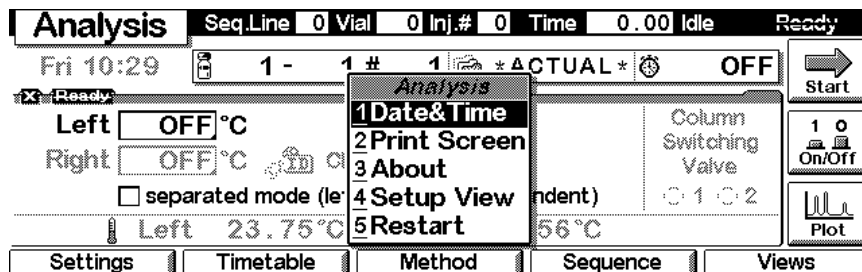 Analysis Seq.Line 0 Vial 0 Inj.# 0 Time 0.00 Idle Ready
Fri 10:29 1 - 1 # 1 *ACTUAL* OFF
Start
Analysis
Ready
1 Date&Time
2 Print Screen
3 About
4 Setup View
5 Restart
Left OFF °C
Right OFF °C ID
separated mode (le ndent)
Left 23.75°C 56°C
Column
Switching
Valve
1 2
1 0
On/Off
Plot
Settings Timetable Method Sequence Views